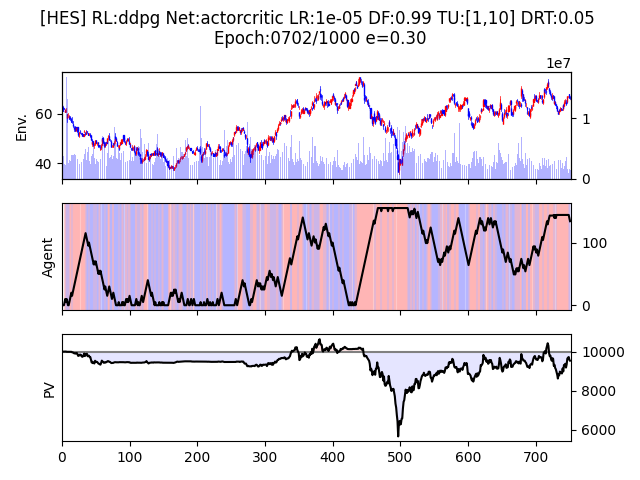 [HES] RL:ddpg Net:actorcritic LR:1e-05 DF:0.99 TU:[1,10] DRT:0.05
Epoch:0702/1000 e=0.30
1e7
Env.
60
40
1
0
Agent
100
0
PV
10000
8000
6000
0 100 200 300 400 500 600 700